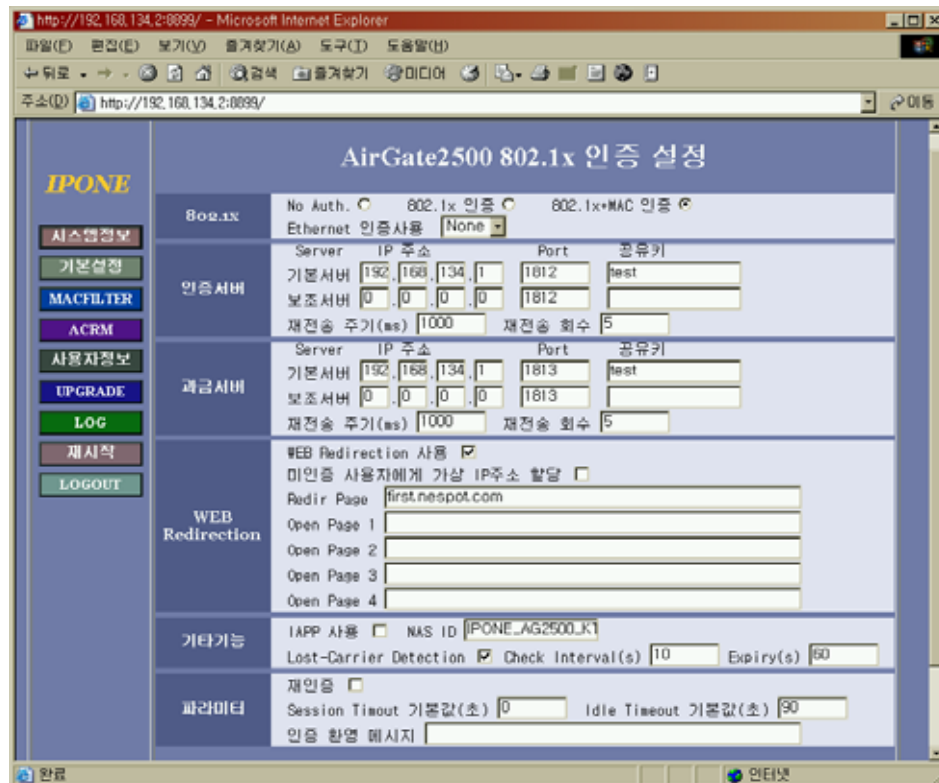 http://192.168.134.2:8899/ - Microsoft Internet Explorer
파일(F) 편집(E) 보기(V) 즐겨찾기(A) 도구(T) 도움말(H)
뒤로 검색 즐겨찾기 미디어
주소(D) http://192.168.134.2:8899/ 이동
IPONE
시스템정보
기본설정
MACFILTER
ACRM
사용자정보
UPGRADE
LOG
재시작
LOGOUT
AirGate2500 802.1x 인증 설정
802.1x
No Auth. 802.1x 인증 802.1x+MAC 인증
Ethernet 인증사용 None
인증서버
Server IP 주소 Port 공유키
기본서버 192 . 168 . 134 . 1 1812 test
보조서버 0 . 0 . 0 . 0 1812
재전송 주기(ms) 1000 재전송 회수 5
과금서버
Server IP 주소 Port 공유키
기본서버 192 . 168 . 134 . 1 1813 test
보조서버 0 . 0 . 0 . 0 1813
재전송 주기(ms) 1000 재전송 회수 5
WEB Redirection
WEB Redirection 사용
미인증 사용자에게 가상 IP주소 할당
Redir Page first.nespot.com
Open Page 1
Open Page 2
Open Page 3
Open Page 4
기타기능
IAPP 사용 NAS ID IPONE_AG2500_KT
Lost-Carrier Detection Check Interval(s) 10 Expiry(s) 60
파라미터
재인증
Session Timout 기본값(초) 0 Idle Timeout 기본값(초) 90
인증 환영 메시지
완료 인터넷